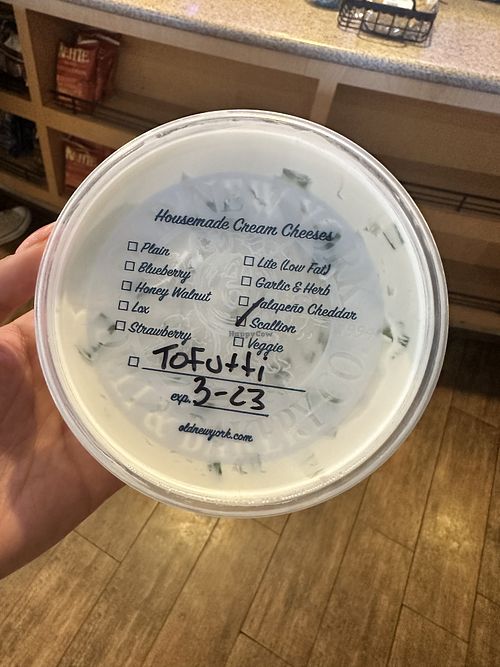 Housemade Cream Cheeses
Plain
Blueberry
Honey Walnut
Lox
Strawberry
Lite (Low Fat)
Garlic & Herb
Jalapeño Cheddar
Scallion
Veggie
Tofutti
exp. 3-23
oldnewyork.com
HappyCow